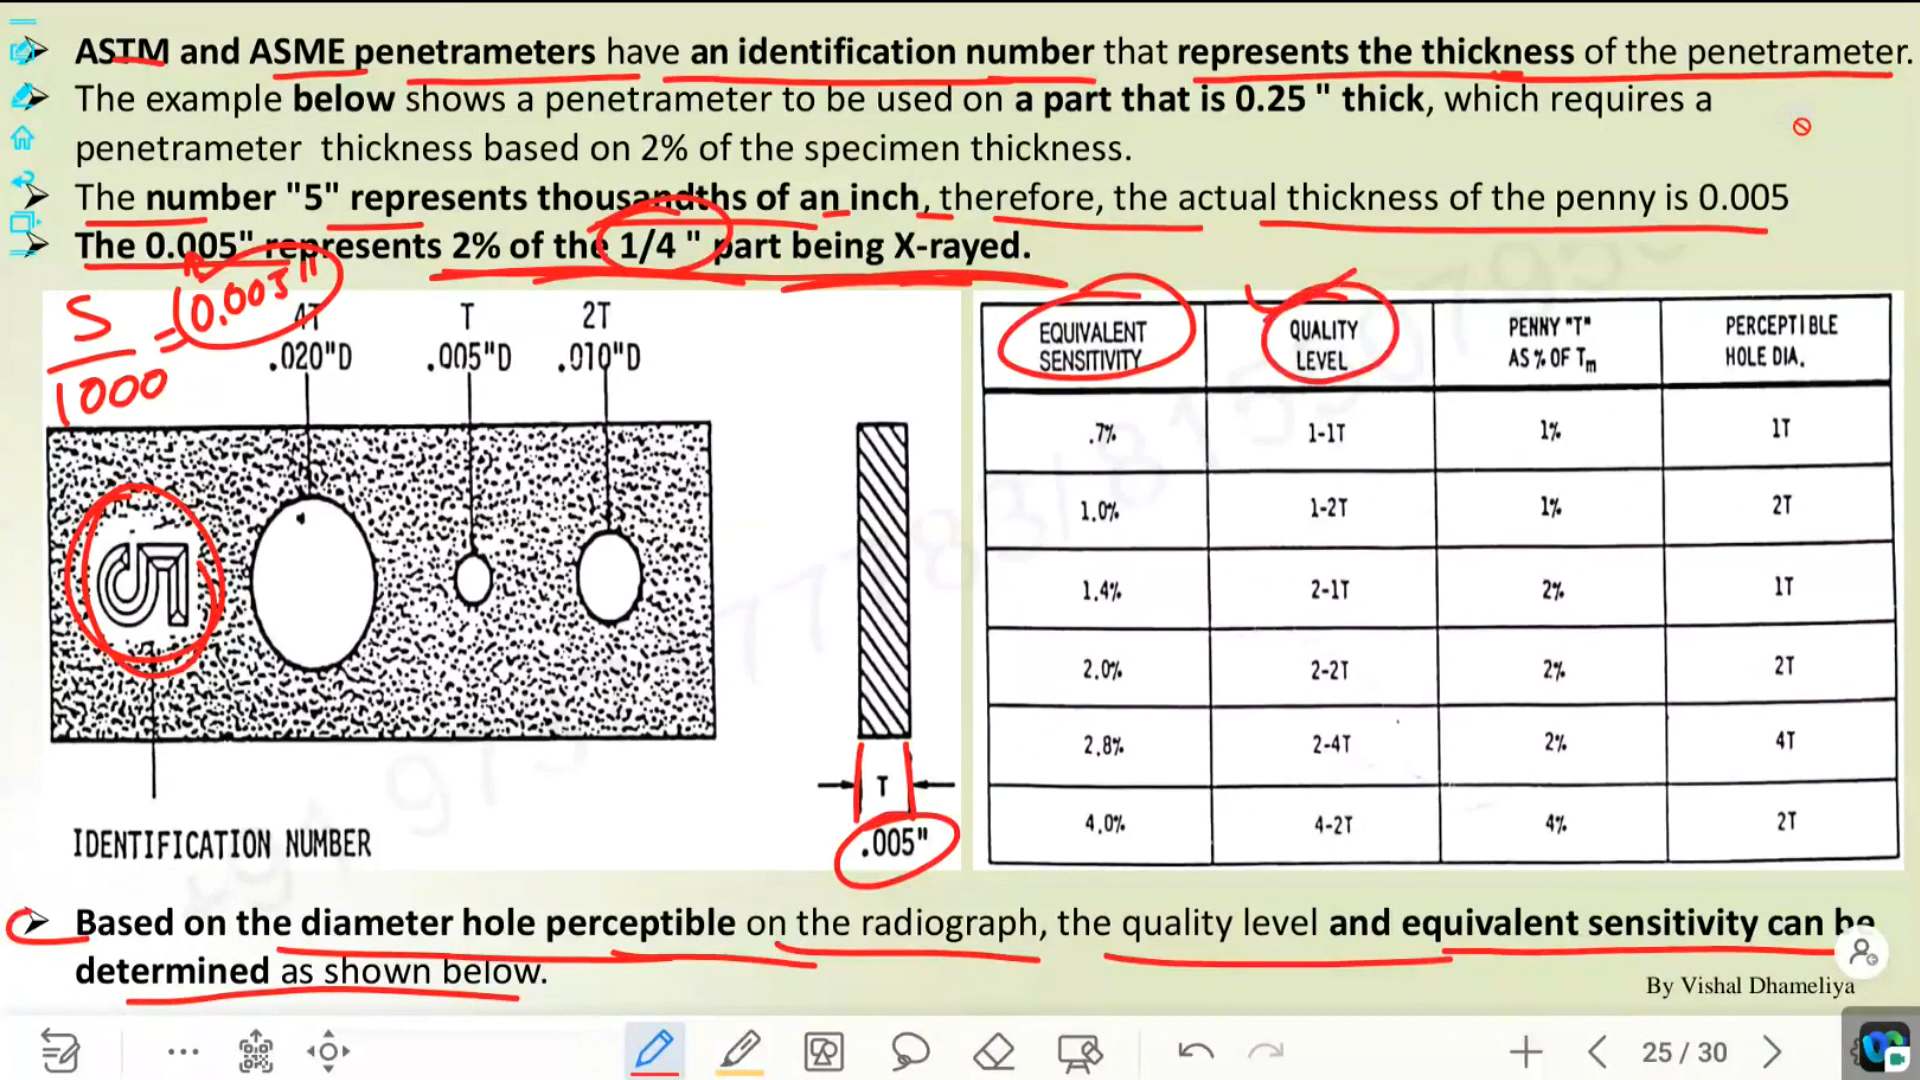 ASTM and ASME penetrameters have an identification number that represents the thickness of the penetrameter.
The example below shows a penetrameter to be used on a part that is 0.25 " thick, which requires a
penetrameter thickness based on 2% of the specimen thickness.
The number "5" represents thousandths of an inch, therefore, the actual thickness of the penny is 0.005
The 0.005" represents 2% of the 1/4 " part being X-rayed.
5/1000 = 0.005"
4T T 2T
.020"D .005"D .010"D
5
T
IDENTIFICATION NUMBER .005"
EQUIVALENT SENSITIVITY QUALITY LEVEL PENNY "T" AS % OF Tm PERCEPTIBLE HOLE DIA.
.7% 1-1T 1% 1T
1.0% 1-2T 1% 2T
1.4% 2-1T 2% 1T
2.0% 2-2T 2% 2T
2.8% 2-4T 2% 4T
4.0% 4-2T 4% 2T
Based on the diameter hole perceptible on the radiograph, the quality level and equivalent sensitivity can be
determined as shown below.
By Vishal Dhameliya
25 / 30